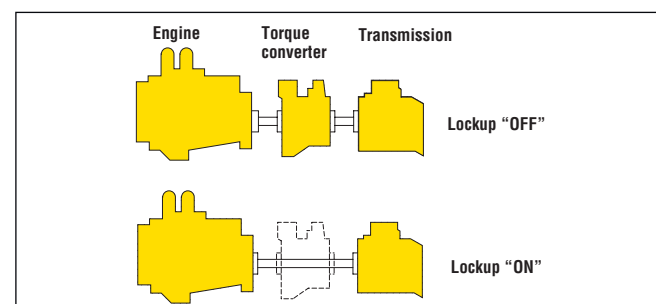 Engine
Torque
converter
Transmission
Lockup “OFF”
Lockup “ON”